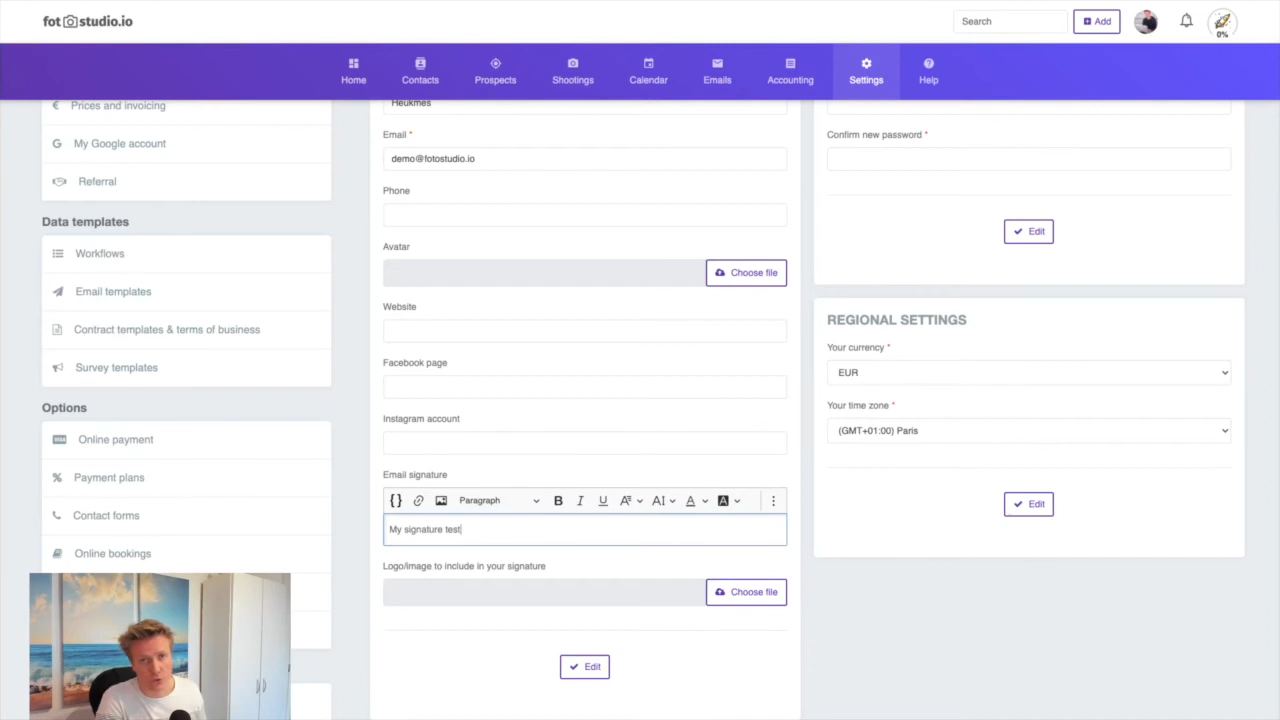 fotstudio.io
Search
Add
0%
Home
Contacts
Prospects
Shootings
Calendar
Emails
Accounting
Settings
Help
Prices and invoicing
My Google account
Referral
Data templates
Workflows
Email templates
Contract templates & terms of business
Survey templates
Options
VISA Online payment
Payment plans
Contact forms
Online bookings
Heukmes
Email *
demo@fotostudio.io
Phone
Avatar
Choose file
Website
Facebook page
Instagram account
Email signature
Paragraph
B I U A AI A A
My signature test
Logo/image to include in your signature
Choose file
Edit
Confirm new password *
Edit
REGIONAL SETTINGS
Your currency *
EUR
Your time zone *
(GMT+01:00) Paris
Edit